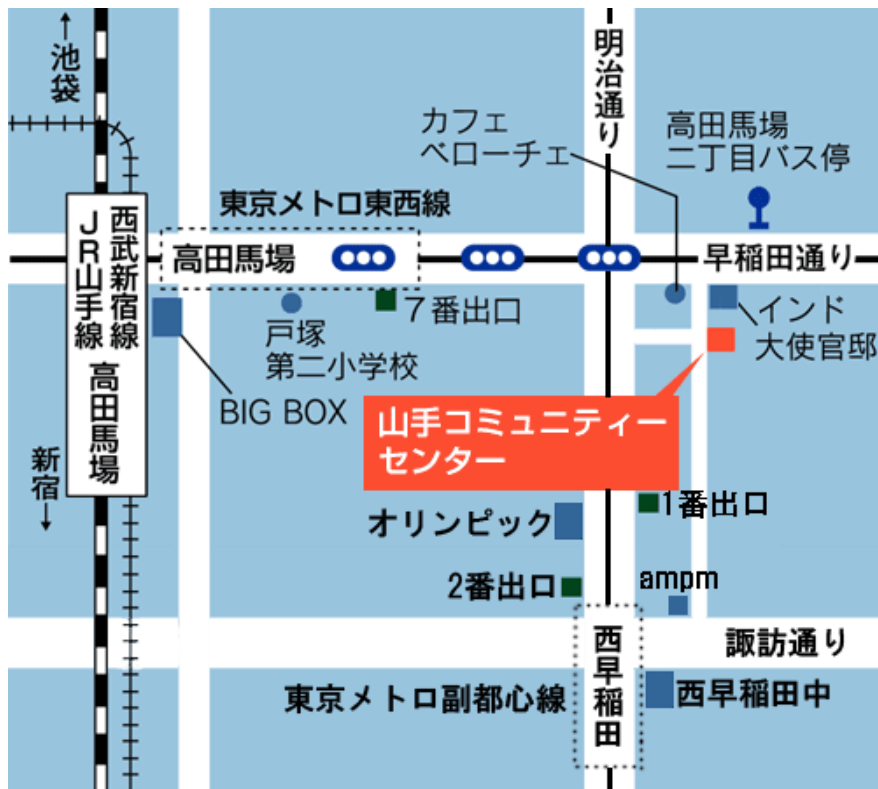 ↑
池袋
明治通り
カフェ
ベローチェ
高田馬場
二丁目バス停
東京メトロ東西線
西武新宿線
JR山手線
高田馬場
高田馬場
早稲田通り
7番出口
戸塚
第二小学校
インド
大使官邸
BIG BOX
山手コミュニティー
センター
新宿
↓
オリンピック
1番出口
2番出口
ampm
西早稲田
諏訪通り
東京メトロ副都心線
西早稲田中